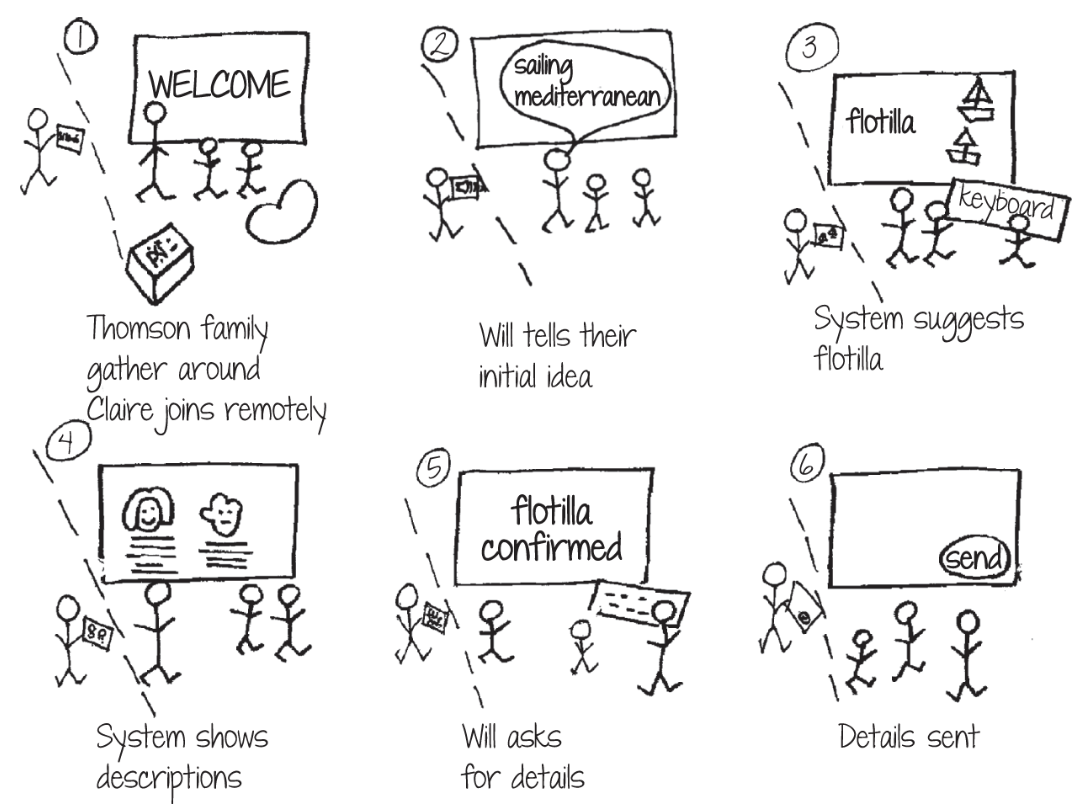 1
WELCOME
Thomson family
gather around
Claire joins remotely
2
sailing
mediterranean
Will tells their
initial idea
3
flotilla
keyboard
System suggests
flotilla
4
System shows
descriptions
5
flotilla
confirmed
Will asks
for details
6
send
Details sent